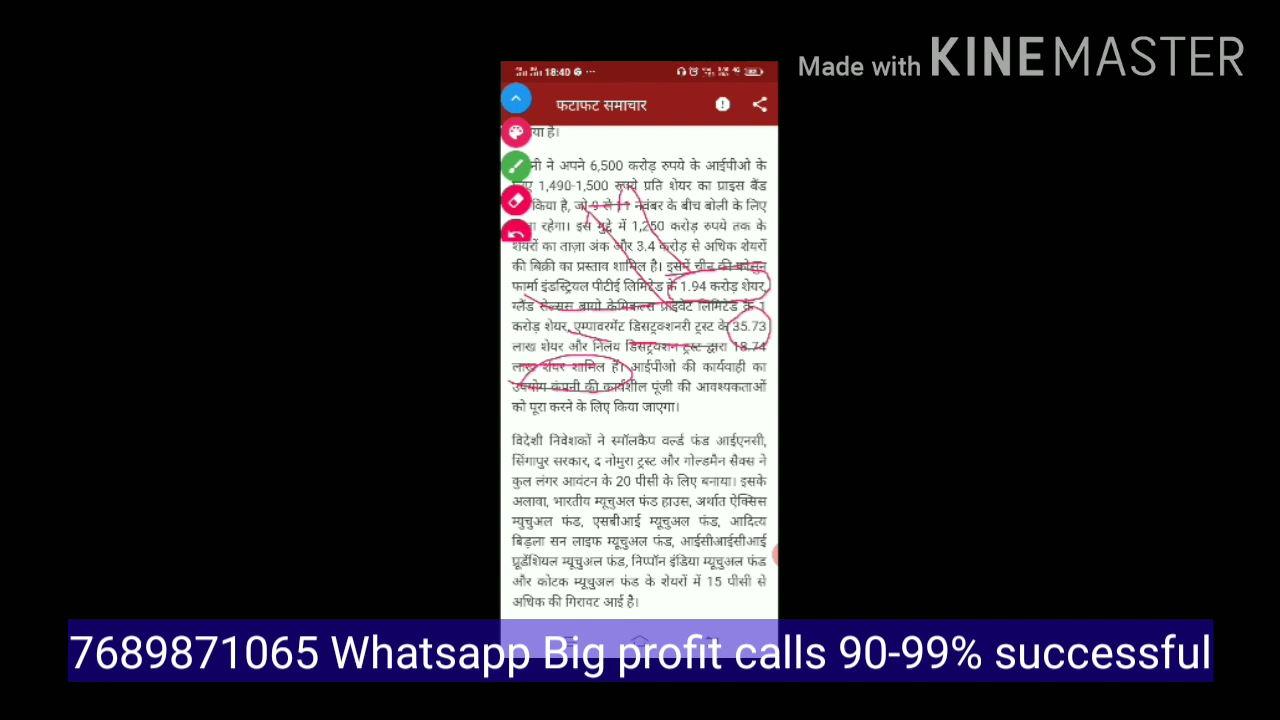 Made with KINEMASTER
18:40
फटाफट समाचार
या है।
नी ने अपने 6,500 करोड़ रुपये के आईपीओ के
1,490-1,500 रुपये प्रति शेयर का प्राइस बैंड
किया है, जो 9 से 11 नवंबर के बीच बोली के लिए
रहेगा। इस मुद्दे में 1,250 करोड़ रुपये तक के
शेयरों का ताज़ा अंक और 3.4 करोड़ से अधिक शेयरों
की बिक्री का प्रस्ताव शामिल है। इसमें चीन की फोसुन
फार्मा इंडस्ट्रियल पीटीई लिमिटेड के 1.94 करोड़ शेयर,
ग्लैंड सेल्सस बायो केमिकल्स प्राइवेट लिमिटेड के 1
करोड़ शेयर, एम्पावरमेंट डिसट्रक्शनरी ट्रस्ट के 35.73
लाख शेयर और निलय डिसट्रक्शन ट्रस्ट द्वारा 18.74
लाख शेयर शामिल हैं। आईपीओ की कार्यवाही का
उपयोग कंपनी की कार्यशील पूंजी की आवश्यकताओं
को पूरा करने के लिए किया जाएगा।
विदेशी निवेशकों ने स्मॉलकैप वर्ल्ड फंड आईएनसी,
सिंगापुर सरकार, द नोमुरा ट्रस्ट और गोल्डमैन सैक्स ने
कुल लंगर आवंटन के 20 पीसी के लिए बनाया। इसके
अलावा, भारतीय म्यूचुअल फंड हाउस, अर्थात ऐक्सिस
म्युचुअल फंड, एसबीआई म्यूचुअल फंड, आदित्य
बिड़ला सन लाइफ म्यूचुअल फंड, आईसीआईसीआई
प्रूडेंशियल म्यूचुअल फंड, निप्पॉन इंडिया म्यूचुअल फंड
और कोटक म्यूचुअल फंड के शेयरों में 15 पीसी से
अधिक की गिरावट आई है।
7689871065 Whatsapp Big profit calls 90-99% successful